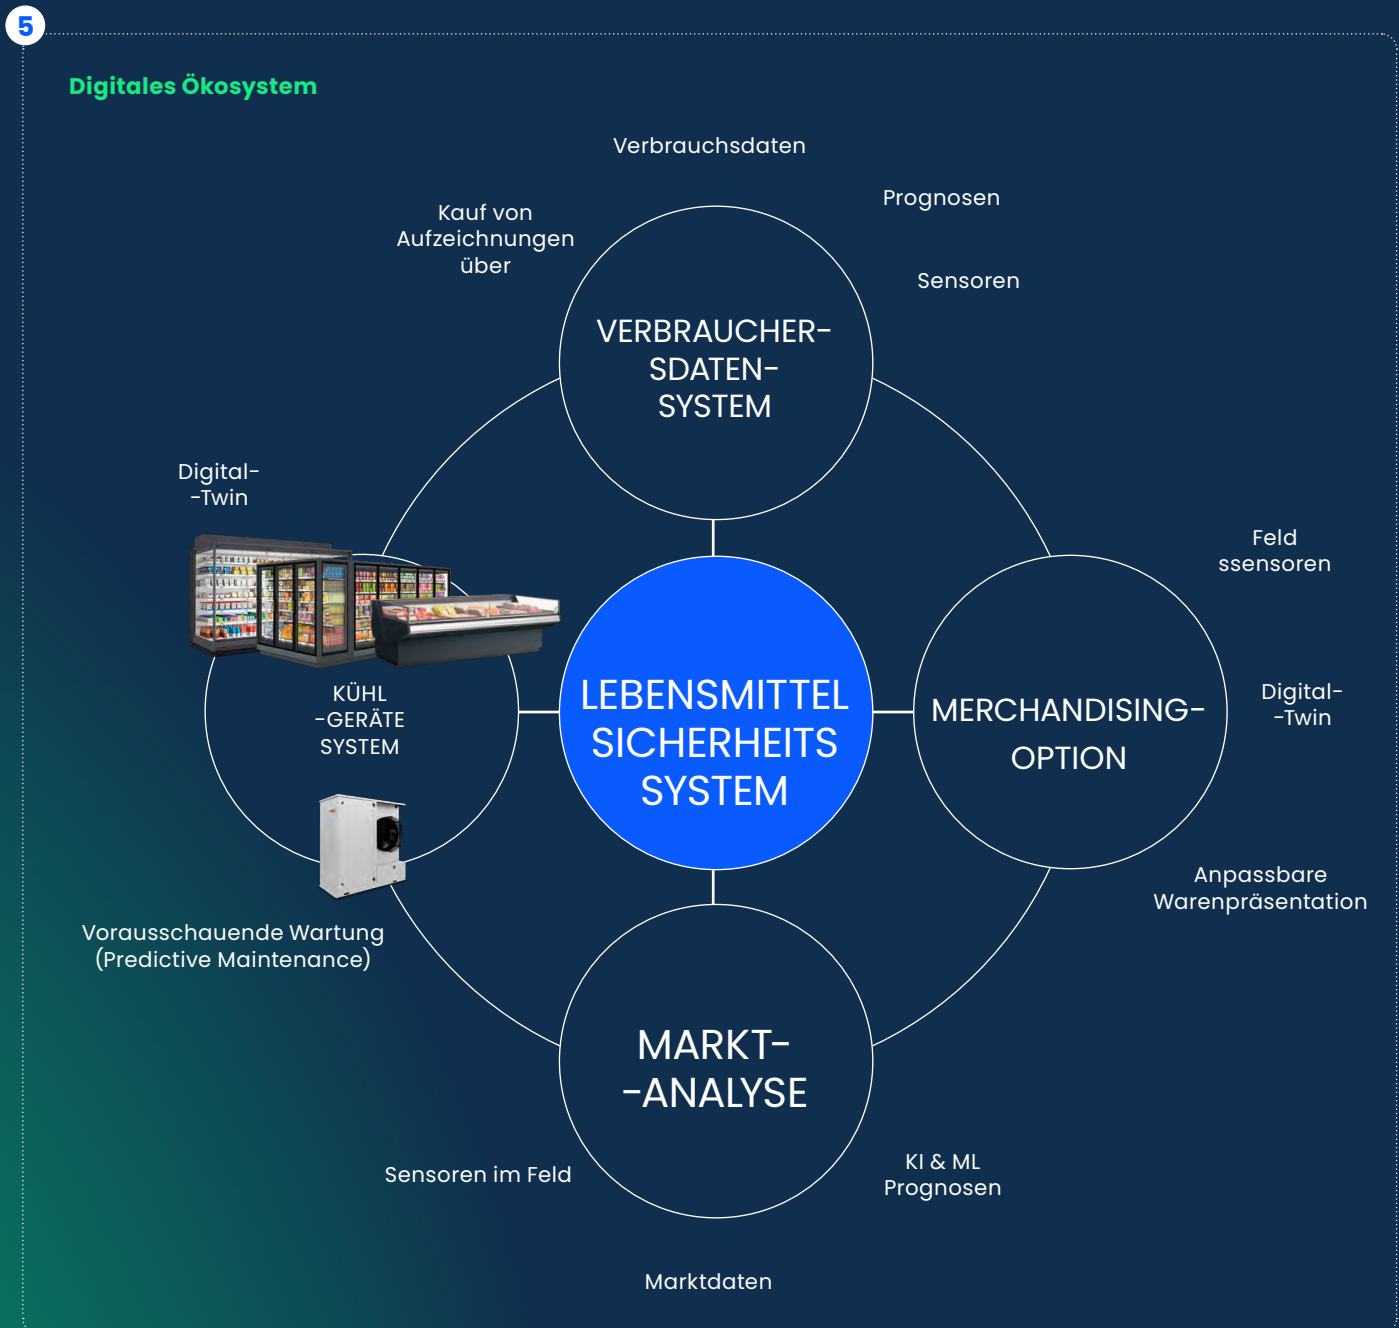 5
Digitales Ökosystem
Verbrauchsdaten
Prognosen
Kauf von
Aufzeichnungen
über
Sensoren
VERBRAUCHER-
SDATEN-
SYSTEM
Digital-
-Twin
Feld
ssensoren
KÜHL
-GERÄTE
SYSTEM
LEBENSMITTEL
SICHERHEITS
SYSTEM
MERCHANDISING-
OPTION
Digital-
-Twin
Anpassbare
Warenpräsentation
Vorausschauende Wartung
(Predictive Maintenance)
MARKT-
-ANALYSE
Sensoren im Feld
KI & ML
Prognosen
Marktdaten